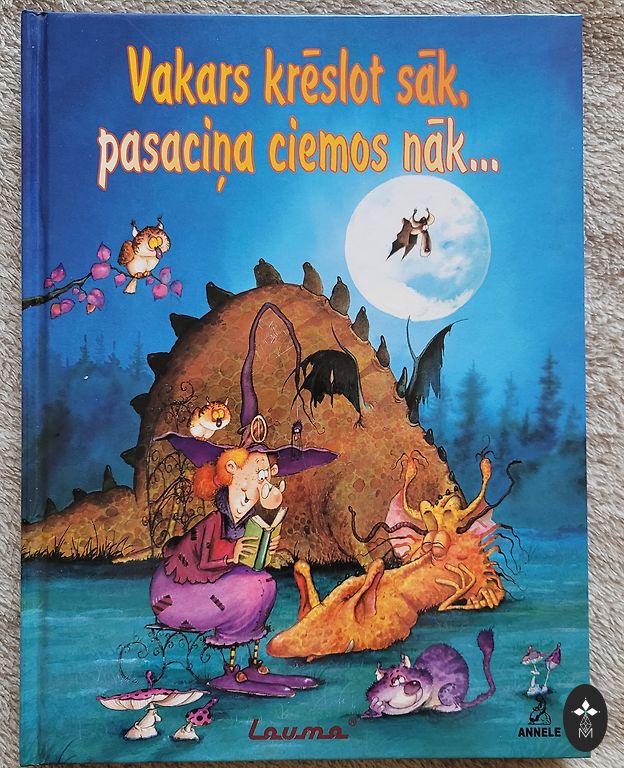 Vakars krēslot sāk,
pasaciņa ciemos nāk...
Lauma®
ANNELE
M